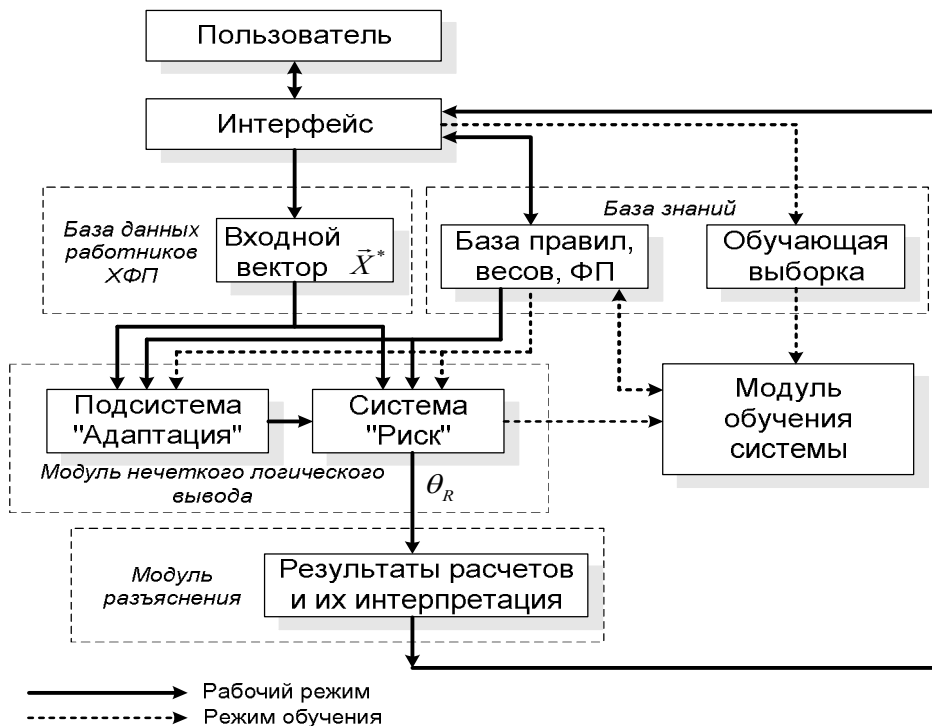 Пользователь
Интерфейс
База данных
работников
ХФП
Входной
вектор X⃗*
База знаний
База правил,
весов, ФП
Обучающая
выборка
Подсистема
"Адаптация"
Система
"Риск"
Модуль нечеткого логического
вывода
Модуль
обучения
системы
θR
Модуль
разъяснения
Результаты расчетов
и их интерпретация
Рабочий режим
Режим обучения